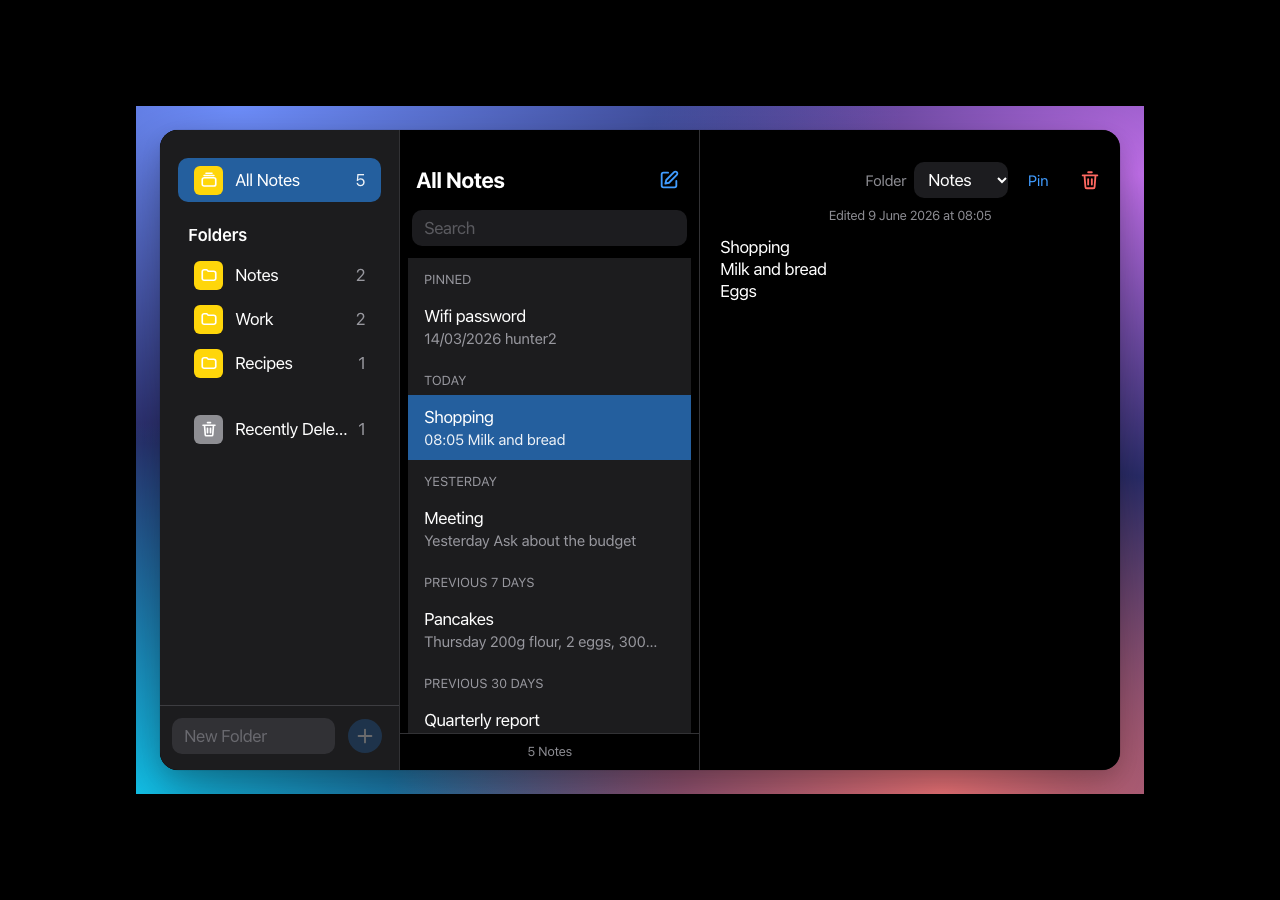 All Notes 5
Folders
Notes 2
Work 2
Recipes 1
Recently Dele... 1
New Folder
All Notes
Search
PINNED
Wifi password
14/03/2026 hunter2
TODAY
Shopping
08:05 Milk and bread
YESTERDAY
Meeting
Yesterday Ask about the budget
PREVIOUS 7 DAYS
Pancakes
Thursday 200g flour, 2 eggs, 300...
PREVIOUS 30 DAYS
Quarterly report
5 Notes
Folder Notes Pin
Edited 9 June 2026 at 08:05
Shopping
Milk and bread
Eggs